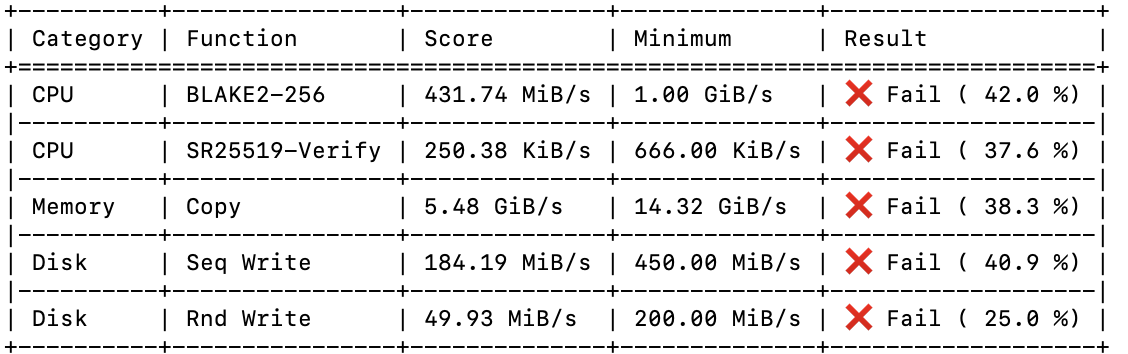 +----------+----------------+--------------+--------------+-------------------+
| Category | Function       | Score        | Minimum      | Result            |
+=============================================================================+
| CPU      | BLAKE2-256     | 431.74 MiB/s | 1.00 GiB/s   | ❌ Fail ( 42.0 %) |
|----------+----------------+--------------+--------------+-------------------|
| CPU      | SR25519-Verify | 250.38 KiB/s | 666.00 KiB/s | ❌ Fail ( 37.6 %) |
|----------+----------------+--------------+--------------+-------------------|
| Memory   | Copy           | 5.48 GiB/s   | 14.32 GiB/s  | ❌ Fail ( 38.3 %) |
|----------+----------------+--------------+--------------+-------------------|
| Disk     | Seq Write      | 184.19 MiB/s | 450.00 MiB/s | ❌ Fail ( 40.9 %) |
|----------+----------------+--------------+--------------+-------------------|
| Disk     | Rnd Write      | 49.93 MiB/s  | 200.00 MiB/s | ❌ Fail ( 25.0 %) |
+----------+----------------+--------------+--------------+-------------------+